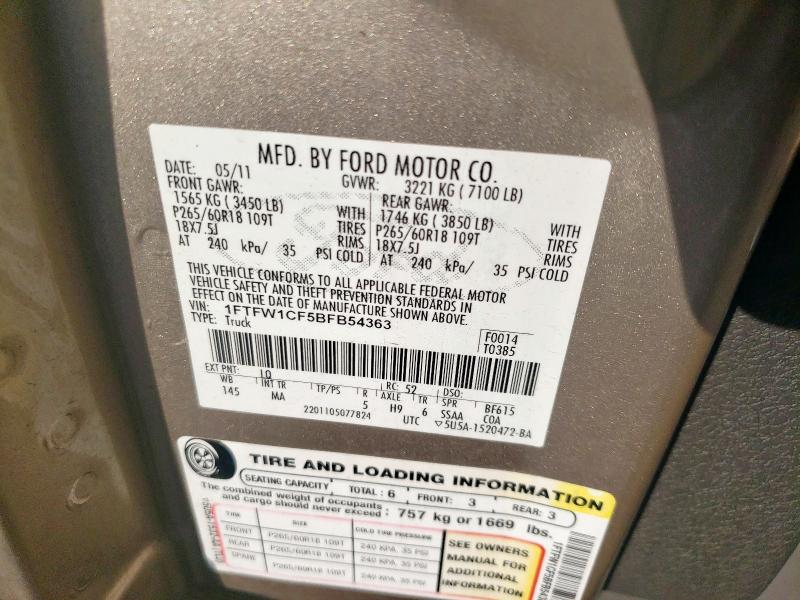 MFD. BY FORD MOTOR CO.
DATE: 05/11 GVWR: 3221 KG ( 7100 LB)
FRONT GAWR: REAR GAWR:
1565 KG ( 3450 LB) WITH 1746 KG ( 3850 LB) WITH
P265/60R18 109T TIRES P265/60R18 109T TIRES
18X7.5J RIMS 18X7.5J RIMS
AT 240 kPa/ 35 PSI COLD AT 240 kPa/ 35 PSI COLD
THIS VEHICLE CONFORMS TO ALL APPLICABLE FEDERAL MOTOR
VEHICLE SAFETY AND THEFT PREVENTION STANDARDS IN
EFFECT ON THE DATE OF MANUFACTURE SHOWN ABOVE.
VIN: 1FTFW1CF5BFB54363 F0014
TYPE: Truck T03B5
EXT PNT: RC: 52 DSO:
WB INT TR TP/PS R AXLE TR SPR BF615
145 MA 5 H9 6 SSAA COA
2201105077824 UTC 5U5A-1520472-BA
TIRE AND LOADING INFORMATION
SEATING CAPACITY TOTAL: 6 FRONT: 3 REAR: 3
The combined weight of occupants
and cargo should never exceed: 757 kg or 1669 lbs.
TIRE SIZE COLD TIRE PRESSURE
FRONT P265/60R18 109T 240 KPA, 35 PSI
REAR P265/60R18 109T 240 KPA, 35 PSI
SPARE P265/60R18 109T 240 KPA, 35 PSI
SEE OWNERS
MANUAL FOR
ADDITIONAL
INFORMATION